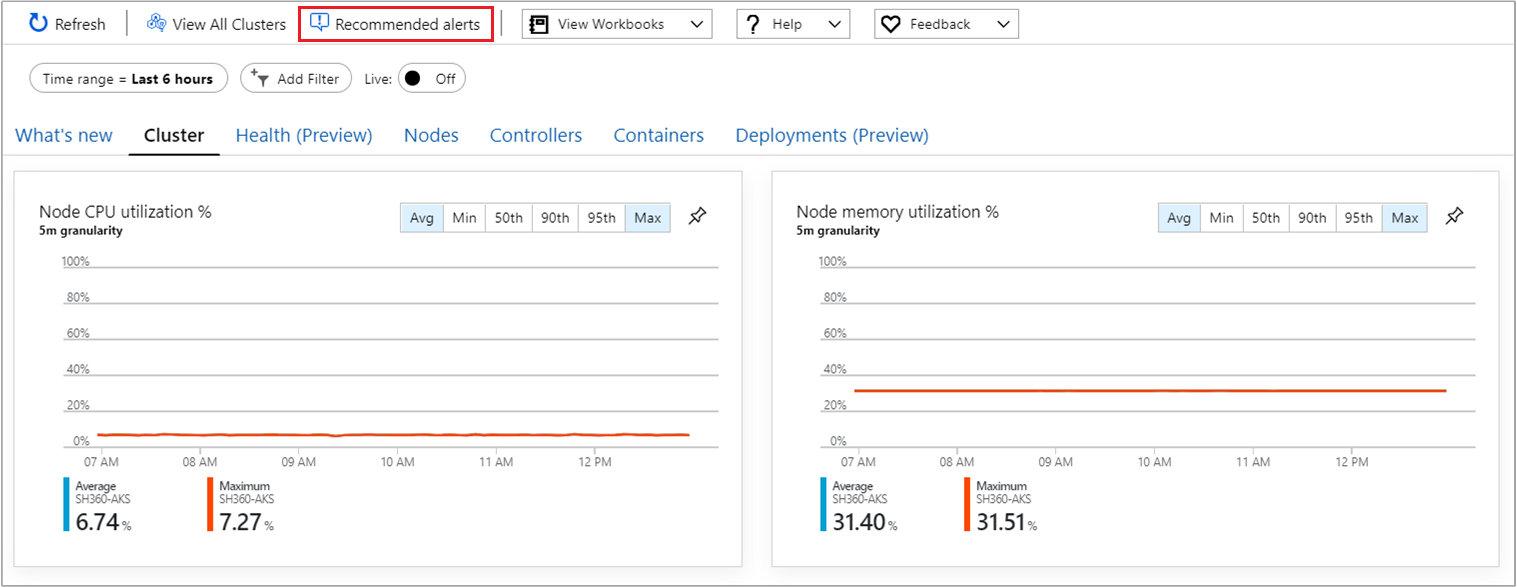 Refresh View All Clusters Recommended alerts View Workbooks Help Feedback
Time range = Last 6 hours Add Filter Live: Off
What's new Cluster Health (Preview) Nodes Controllers Containers Deployments (Preview)
Node CPU utilization %
5m granularity
Avg Min 50th 90th 95th Max
100%
80%
60%
40%
20%
0%
07 AM 08 AM 09 AM 10 AM 11 AM 12 PM
Average
SH360-AKS
6.74 %
Maximum
SH360-AKS
7.27 %
Node memory utilization %
5m granularity
Avg Min 50th 90th 95th Max
100%
80%
60%
40%
20%
0%
07 AM 08 AM 09 AM 10 AM 11 AM 12 PM
Average
SH360-AKS
31.40 %
Maximum
SH360-AKS
31.51 %